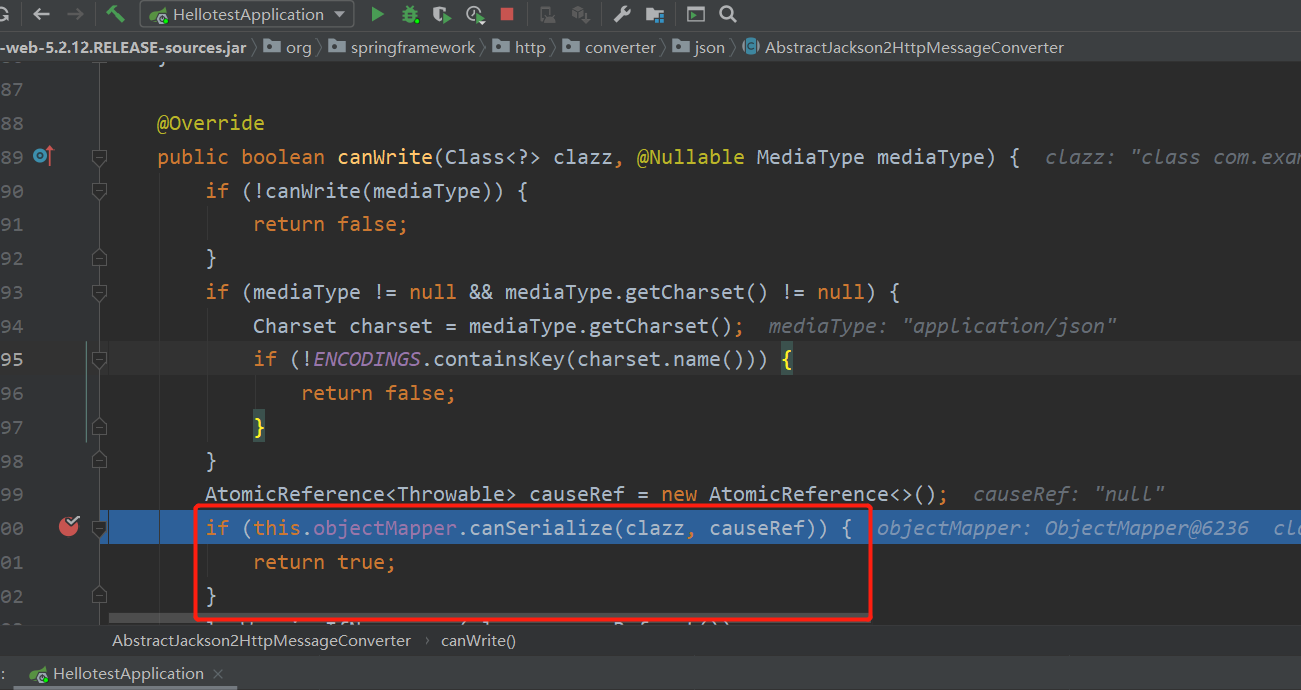 HellotestApplication
-web-5.2.12.RELEASE-sources.jar org springframework http converter json AbstractJackson2HttpMessageConverter
87
88 @Override
89 public boolean canWrite(Class<?> clazz, @Nullable MediaType mediaType) { clazz: "class com.exam
90 if (!canWrite(mediaType)) {
91 return false;
92 }
93 if (mediaType != null && mediaType.getCharset() != null) {
94 Charset charset = mediaType.getCharset(); mediaType: "application/json"
95 if (!ENCODINGS.containsKey(charset.name())) {
96 return false;
97 }
98 }
99 AtomicReference<Throwable> causeRef = new AtomicReference<>(); causeRef: "null"
00 if (this.objectMapper.canSerialize(clazz, causeRef)) { objectMapper: ObjectMapper@6236 cl
01 return true;
02 }
AbstractJackson2HttpMessageConverter › canWrite()
: HellotestApplication ×